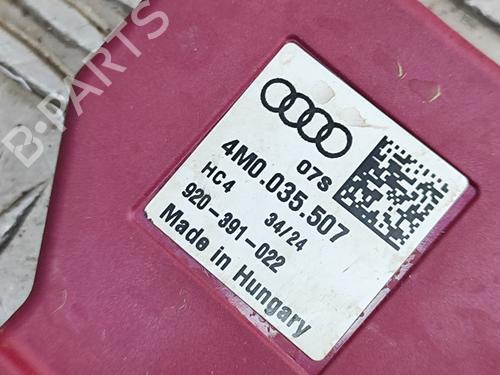 B-PARTS
07S
4M0.035.507
HC4 34/24
920-391-022
Made in Hungary